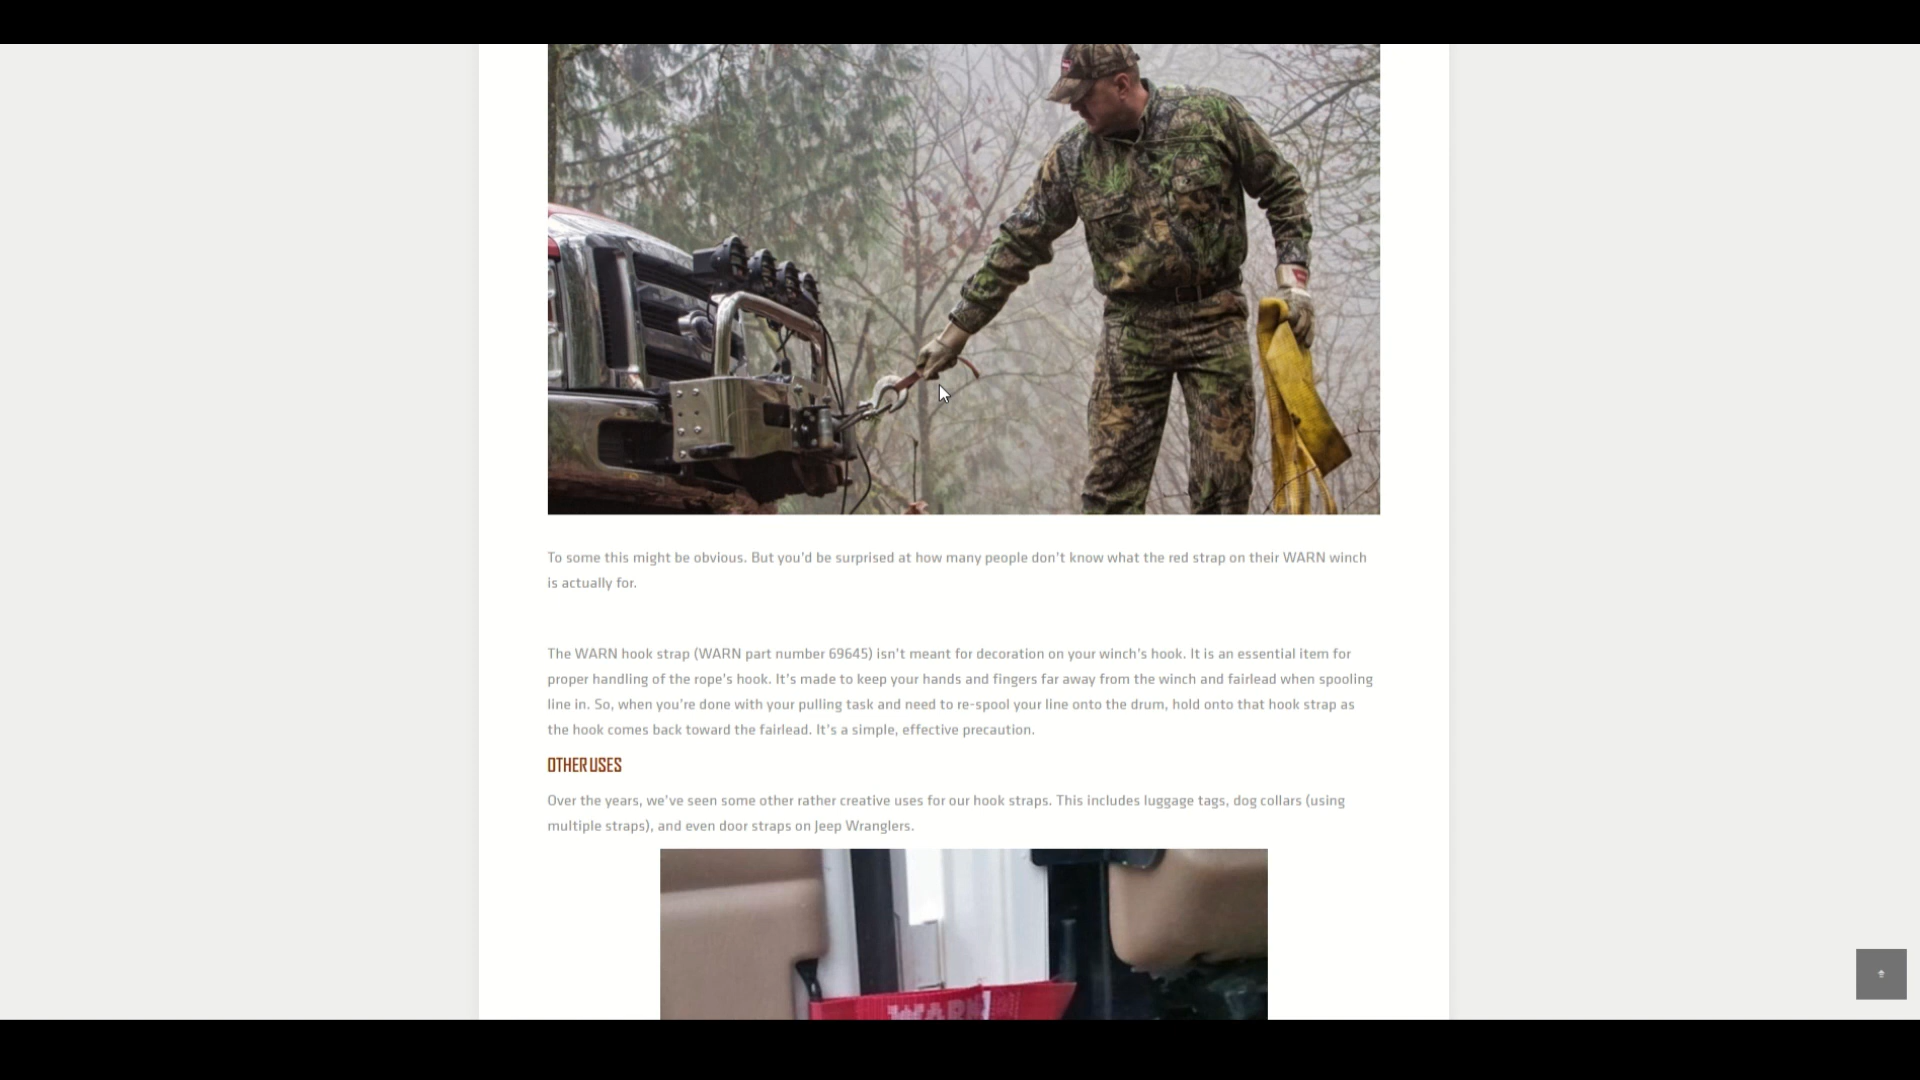 To some this might be obvious. But you'd be surprised at how many people don't know what the red strap on their WARN winch
is actually for.
The WARN hook strap (WARN part number 69645) isn't meant for decoration on your winch's hook. It is an essential item for
proper handling of the rope's hook. It's made to keep your hands and fingers far away from the winch and fairlead when spooling
line in. So, when you're done with your pulling task and need to re-spool your line onto the drum, hold onto that hook strap as
the hook comes back toward the fairlead. It's a simple, effective precaution.
OTHER USES
Over the years, we've seen some other rather creative uses for our hook straps. This includes luggage tags, dog collars (using
multiple straps), and even door straps on Jeep Wranglers.
WARN